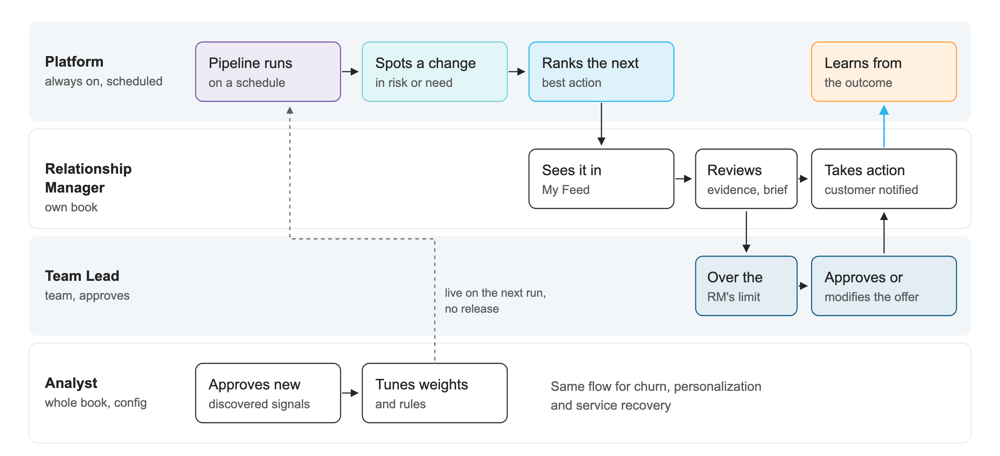 Platform
always on, scheduled
Pipeline runs
on a schedule
Spots a change
in risk or need
Ranks the next
best action
Learns from
the outcome
Relationship
Manager
own book
Sees it in
My Feed
Reviews
evidence, brief
Takes action
customer notified
Team Lead
team, approves
live on the next run,
no release
Over the
RM's limit
Approves or
modifies the offer
Analyst
whole book, config
Approves new
discovered signals
Tunes weights
and rules
Same flow for churn, personalization
and service recovery